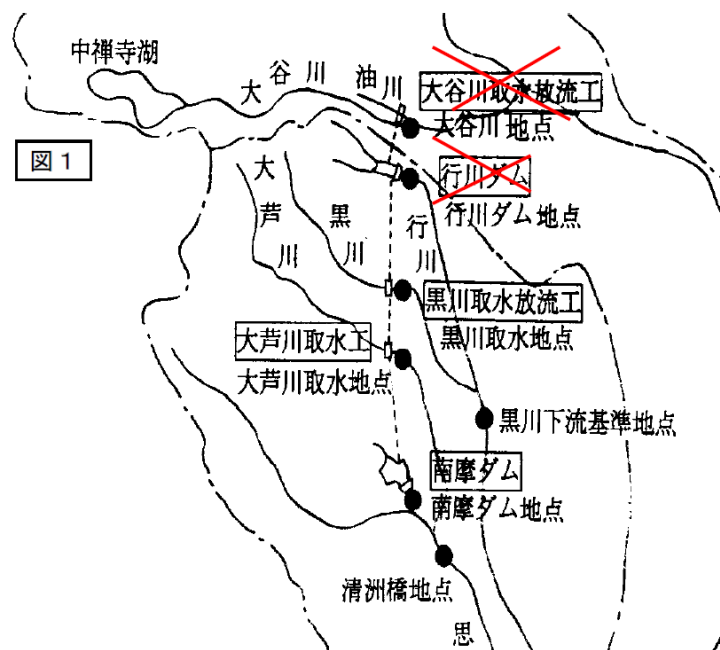 中禅寺湖
大谷川
油川
大谷川取水放流工
大谷川地点
図1
行川ダム
行川ダム地点
大芦川
黒川
行川
黒川取水放流工
黒川取水地点
大芦川取水工
大芦川取水地点
黒川下流基準地点
南摩ダム
南摩ダム地点
清洲橋地点
思